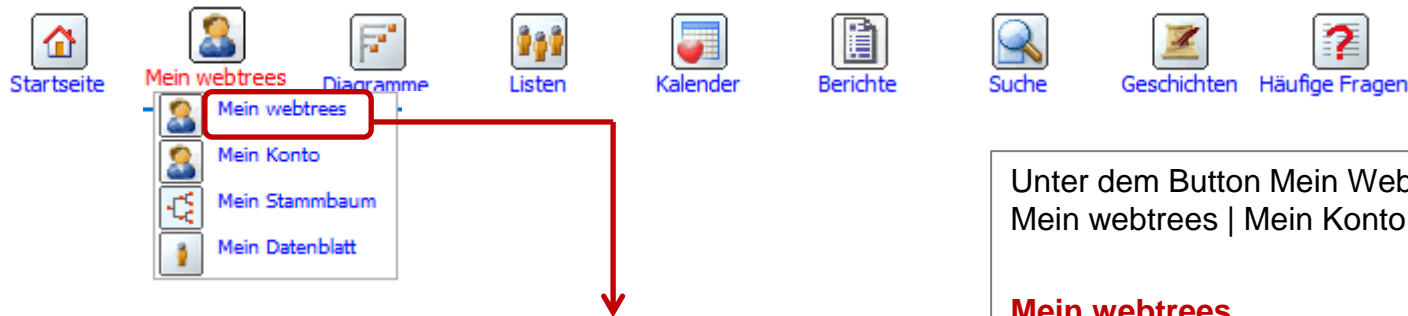 Startseite
Mein webtrees
Diagramme
Listen
Kalender
Berichte
Suche
Geschichten
Häufige Fragen
Mein webtrees
Mein Konto
Mein Stammbaum
Mein Datenblatt
Unter dem Button Mein Web
Mein webtrees | Mein Konto
Mein webtrees